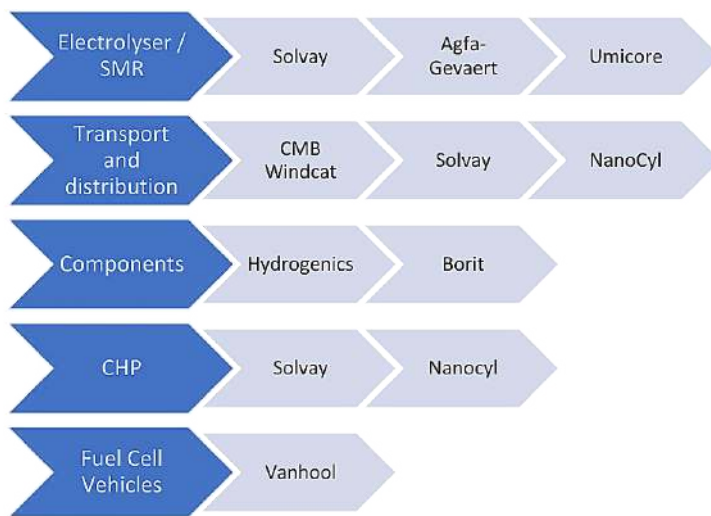 Electrolyser /
SMR
Solvay
Agfa-
Gevaert
Umicore
Transport
and
distribution
CMB
Windcat
Solvay
NanoCyl
Components
Hydrogenics
Borit
CHP
Solvay
Nanocyl
Fuel Cell
Vehicles
Vanhool